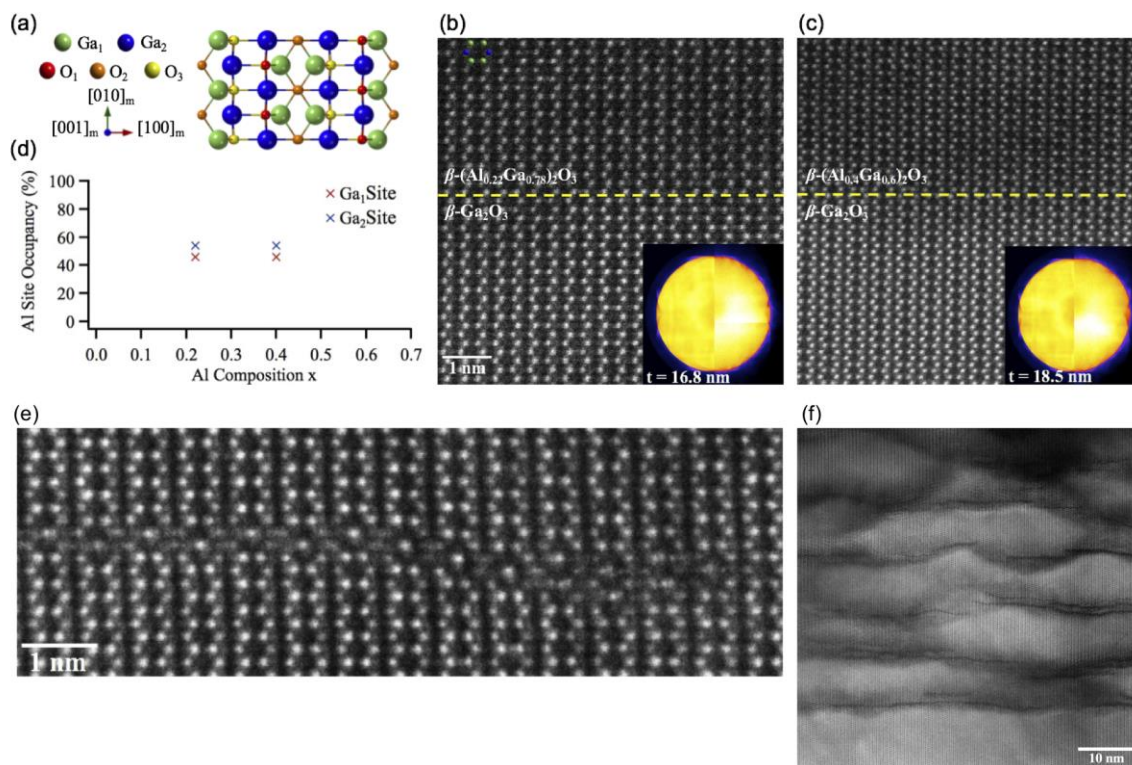 (a)
Ga₁ Ga₂
O₁ O₂ O₃
[010]ₘ
[001]ₘ [100]ₘ
(d)
Al Site Occupancy (%)
100
80
60
40
20
0
Ga₁Site
Ga₂Site
0.0 0.1 0.2 0.3 0.4 0.5 0.6 0.7
Al Composition x
(b)
β-(Al₀.₂₂Ga₀.₇₈)₂O₃
β-Ga₂O₃
1 nm
t = 16.8 nm
(c)
β-(Al₀.₄Ga₀.₆)₂O₃
β-Ga₂O₃
t = 18.5 nm
(e)
1 nm
(f)
10 nm